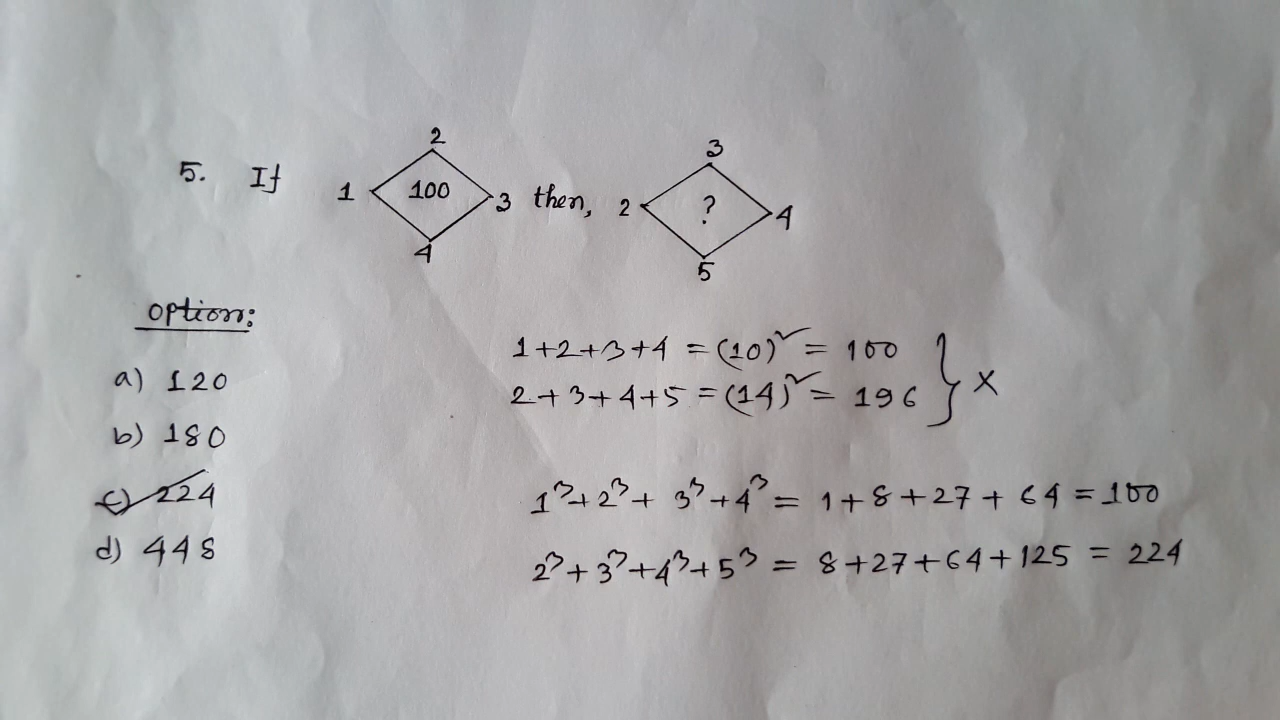 5. If 1 2 100 3 4 then, 2 3 ? 4 5
option:
a) 120
b) 180
c) 224
d) 448
1+2+3+4 = (10)² = 100
2+3+4+5 = (14)² = 196 } X
1³+2³+3³+4³ = 1+8+27+64 = 100
2³+3³+4³+5³ = 8+27+64+125 = 224